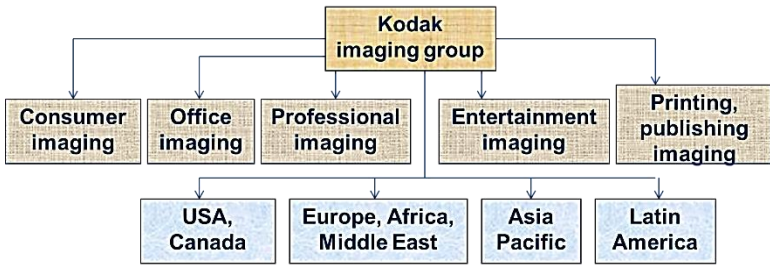 Kodak
imaging group
Consumer
imaging
Office
imaging
Professional
imaging
Entertainment
imaging
Printing,
publishing
imaging
USA,
Canada
Europe, Africa,
Middle East
Asia
Pacific
Latin
America